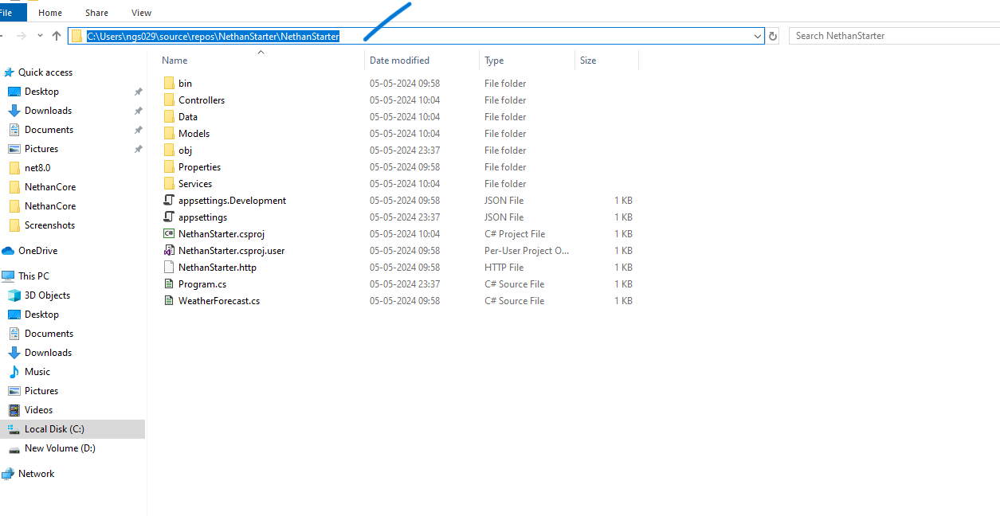 File Home Share View
C:\Users\ngs029\source\repos\NethanStarter\NethanStarter Search NethanStarter
Name Date modified Type Size
Quick access
Desktop
Downloads
Documents
Pictures
net8.0
NethanCore
NethanCore
Screenshots
OneDrive
This PC
3D Objects
Desktop
Documents
Downloads
Music
Pictures
Videos
Local Disk (C:)
New Volume (D:)
Network
bin 05-05-2024 09:58 File folder
Controllers 05-05-2024 10:04 File folder
Data 05-05-2024 10:04 File folder
Models 05-05-2024 10:04 File folder
obj 05-05-2024 23:37 File folder
Properties 05-05-2024 09:58 File folder
Services 05-05-2024 10:04 File folder
appsettings.Development 05-05-2024 09:58 JSON File 1 KB
appsettings 05-05-2024 23:37 JSON File 1 KB
C# NethanStarter.csproj 05-05-2024 10:04 C# Project File 1 KB
NethanStarter.csproj.user 05-05-2024 09:58 Per-User Project O... 1 KB
NethanStarter.http 05-05-2024 09:58 HTTP File 1 KB
Program.cs 05-05-2024 23:37 C# Source File 1 KB
WeatherForecast.cs 05-05-2024 09:58 C# Source File 1 KB